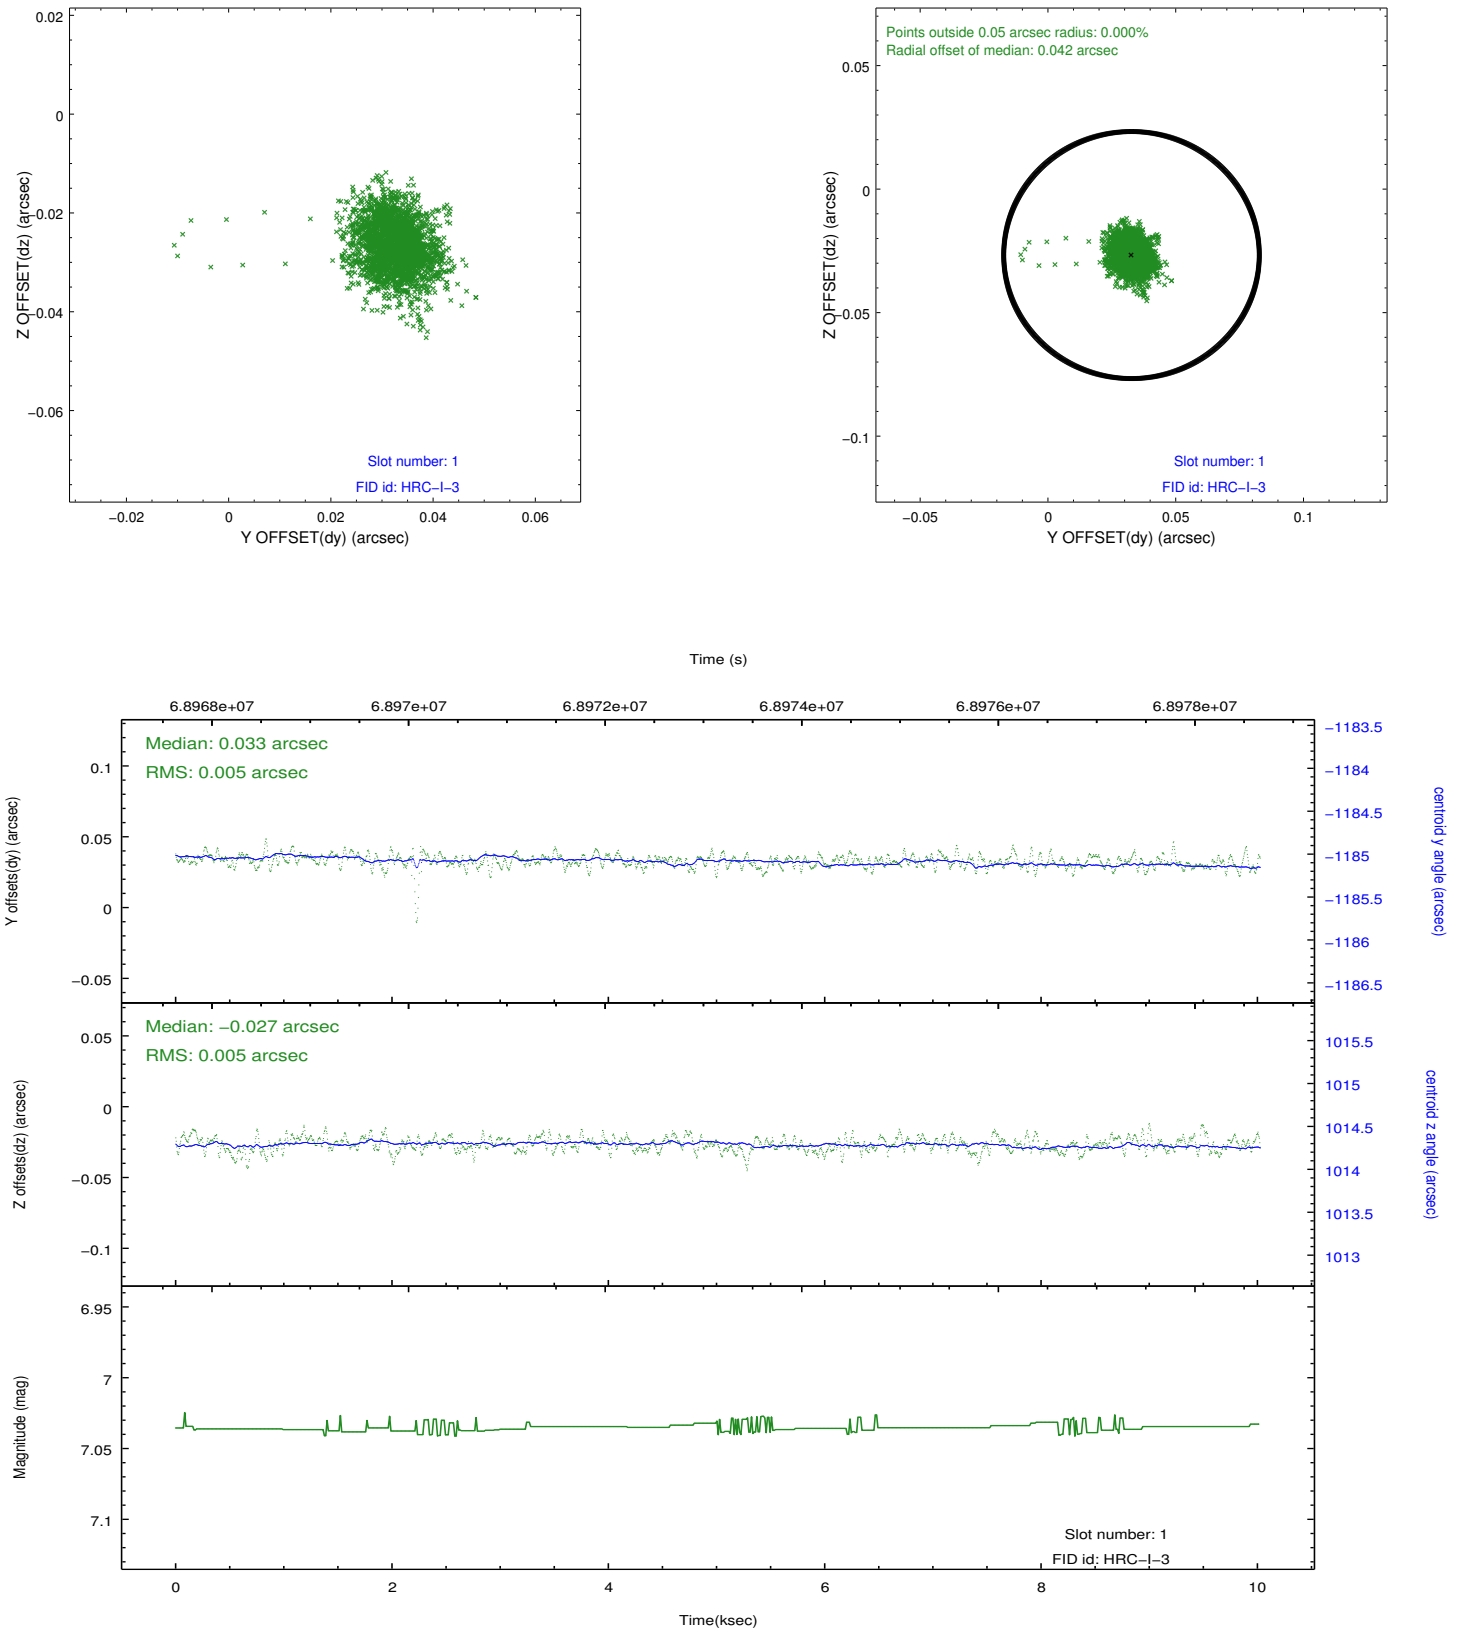 0.02
0
−0.02
−0.04
−0.06
Z OFFSET(dz) (arcsec)
Slot number: 1
FID id: HRC−I−3
−0.02 0 0.02 0.04 0.06
Y OFFSET(dy) (arcsec)
Points outside 0.05 arcsec radius: 0.000%
Radial offset of median: 0.042 arcsec
0.05
0
−0.05
−0.1
Z OFFSET(dz) (arcsec)
Slot number: 1
FID id: HRC−I−3
−0.05 0 0.05 0.1
Y OFFSET(dy) (arcsec)
Time (s)
6.8968e+07 6.897e+07 6.8972e+07 6.8974e+07 6.8976e+07 6.8978e+07
Median: 0.033 arcsec
RMS: 0.005 arcsec
0.1
0.05
0
−0.05
Y offsets(dy) (arcsec)
−1183.5
−1184
−1184.5
−1185
−1185.5
−1186
−1186.5
centroid y angle (arcsec)
Median: −0.027 arcsec
RMS: 0.005 arcsec
0.05
0
−0.05
−0.1
Z offsets(dz) (arcsec)
1015.5
1015
1014.5
1014
1013.5
1013
centroid z angle (arcsec)
6.95
7
7.05
7.1
Magnitude (mag)
Slot number: 1
FID id: HRC−I−3
0 2 4 6 8 10
Time(ksec)